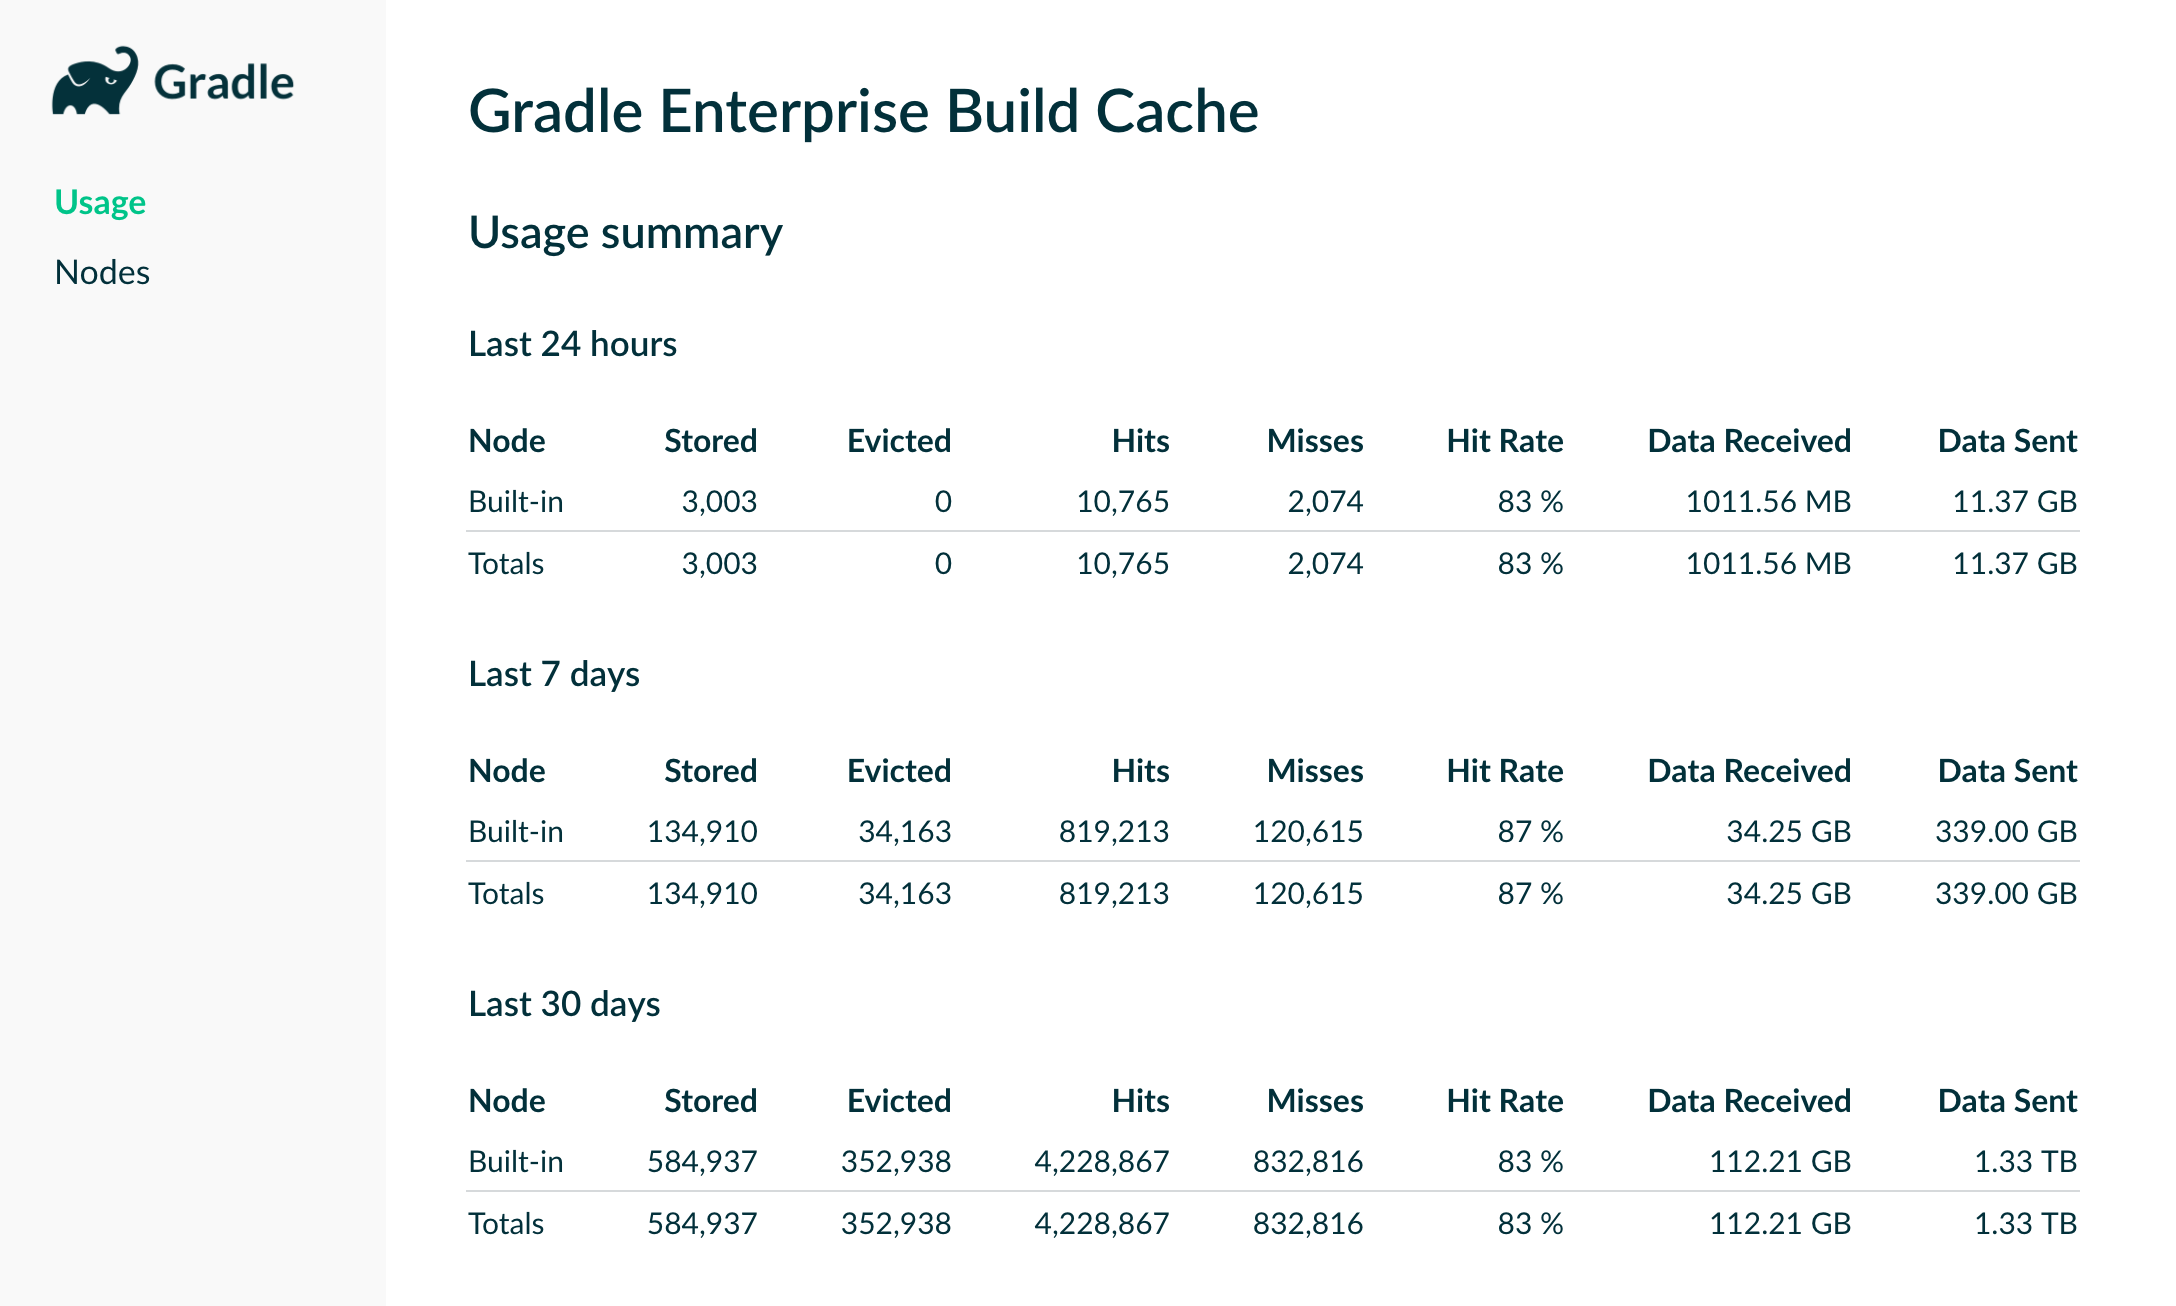 Gradle
Usage
Nodes
Gradle Enterprise Build Cache
Usage summary
Last 24 hours
Node Stored Evicted Hits Misses Hit Rate Data Received Data Sent
Built-in 3,003 0 10,765 2,074 83 % 1011.56 MB 11.37 GB
Totals 3,003 0 10,765 2,074 83 % 1011.56 MB 11.37 GB
Last 7 days
Node Stored Evicted Hits Misses Hit Rate Data Received Data Sent
Built-in 134,910 34,163 819,213 120,615 87 % 34.25 GB 339.00 GB
Totals 134,910 34,163 819,213 120,615 87 % 34.25 GB 339.00 GB
Last 30 days
Node Stored Evicted Hits Misses Hit Rate Data Received Data Sent
Built-in 584,937 352,938 4,228,867 832,816 83 % 112.21 GB 1.33 TB
Totals 584,937 352,938 4,228,867 832,816 83 % 112.21 GB 1.33 TB